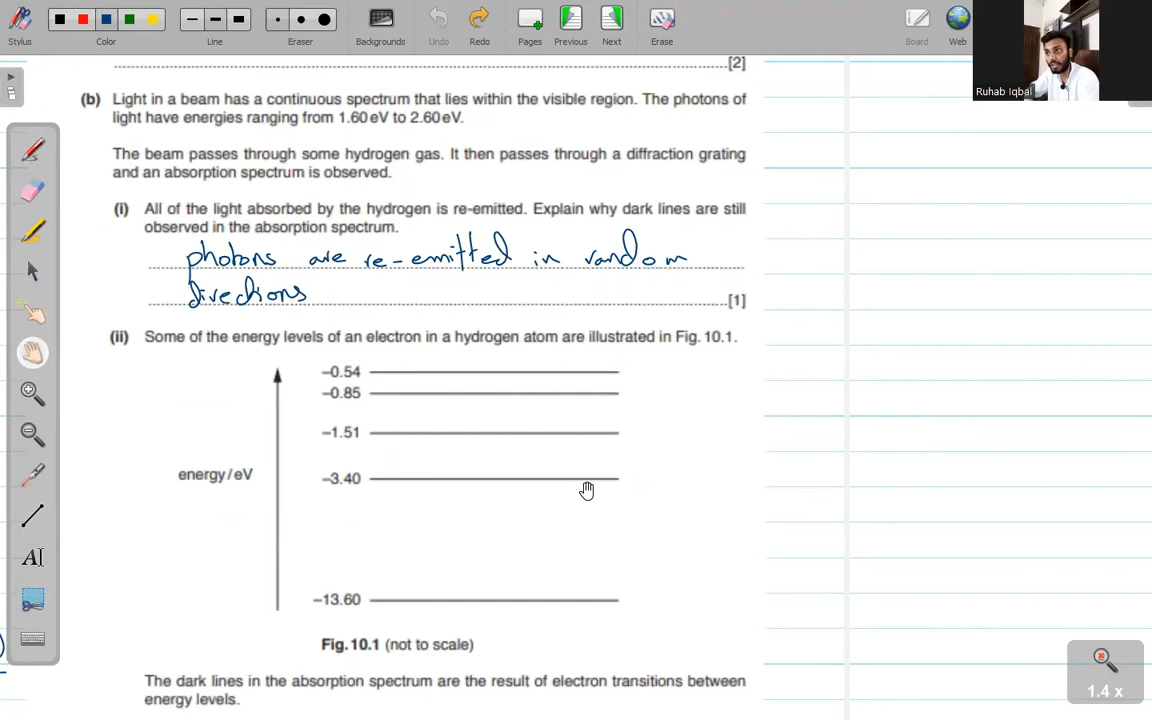 Stylus
Color
Line
Eraser
Backgrounds
Undo
Redo
Pages
Previous
Next
Erase
Board
Web
Ruhab Iqbal
[2]
(b) Light in a beam has a continuous spectrum that lies within the visible region. The photons of
light have energies ranging from 1.60 eV to 2.60 eV.
The beam passes through some hydrogen gas. It then passes through a diffraction grating
and an absorption spectrum is observed.
(i) All of the light absorbed by the hydrogen is re-emitted. Explain why dark lines are still
observed in the absorption spectrum.
photons are re-emitted in random
directions
[1]
(ii) Some of the energy levels of an electron in a hydrogen atom are illustrated in Fig. 10.1.
–0.54
–0.85
–1.51
energy/eV
–3.40
–13.60
Fig. 10.1 (not to scale)
The dark lines in the absorption spectrum are the result of electron transitions between
energy levels.
A
1.4 x